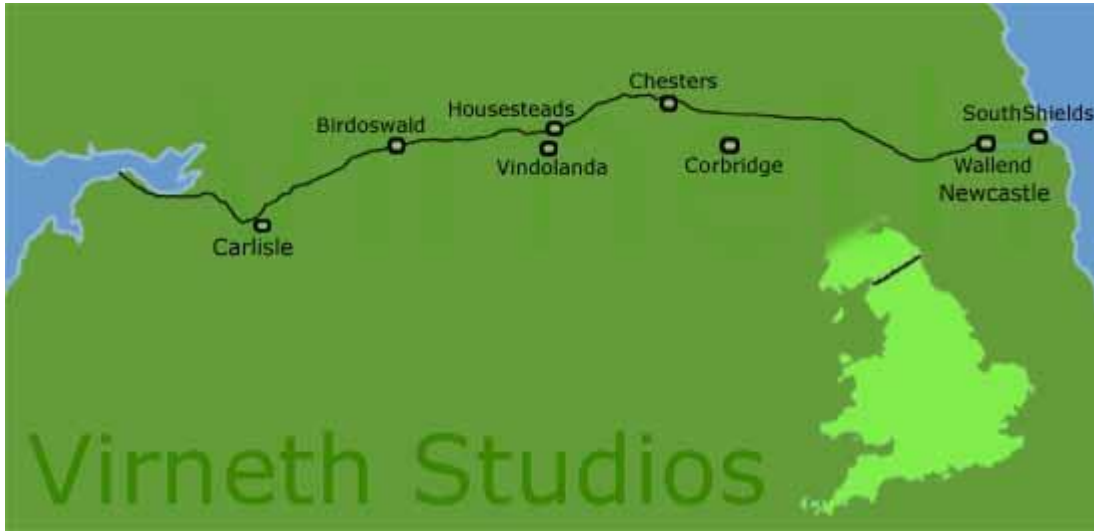 Chesters
Housesteads
SouthShields
Birdoswald
Vindolanda
Corbridge
Wallend
Newcastle
Carlisle
Virneth Studios